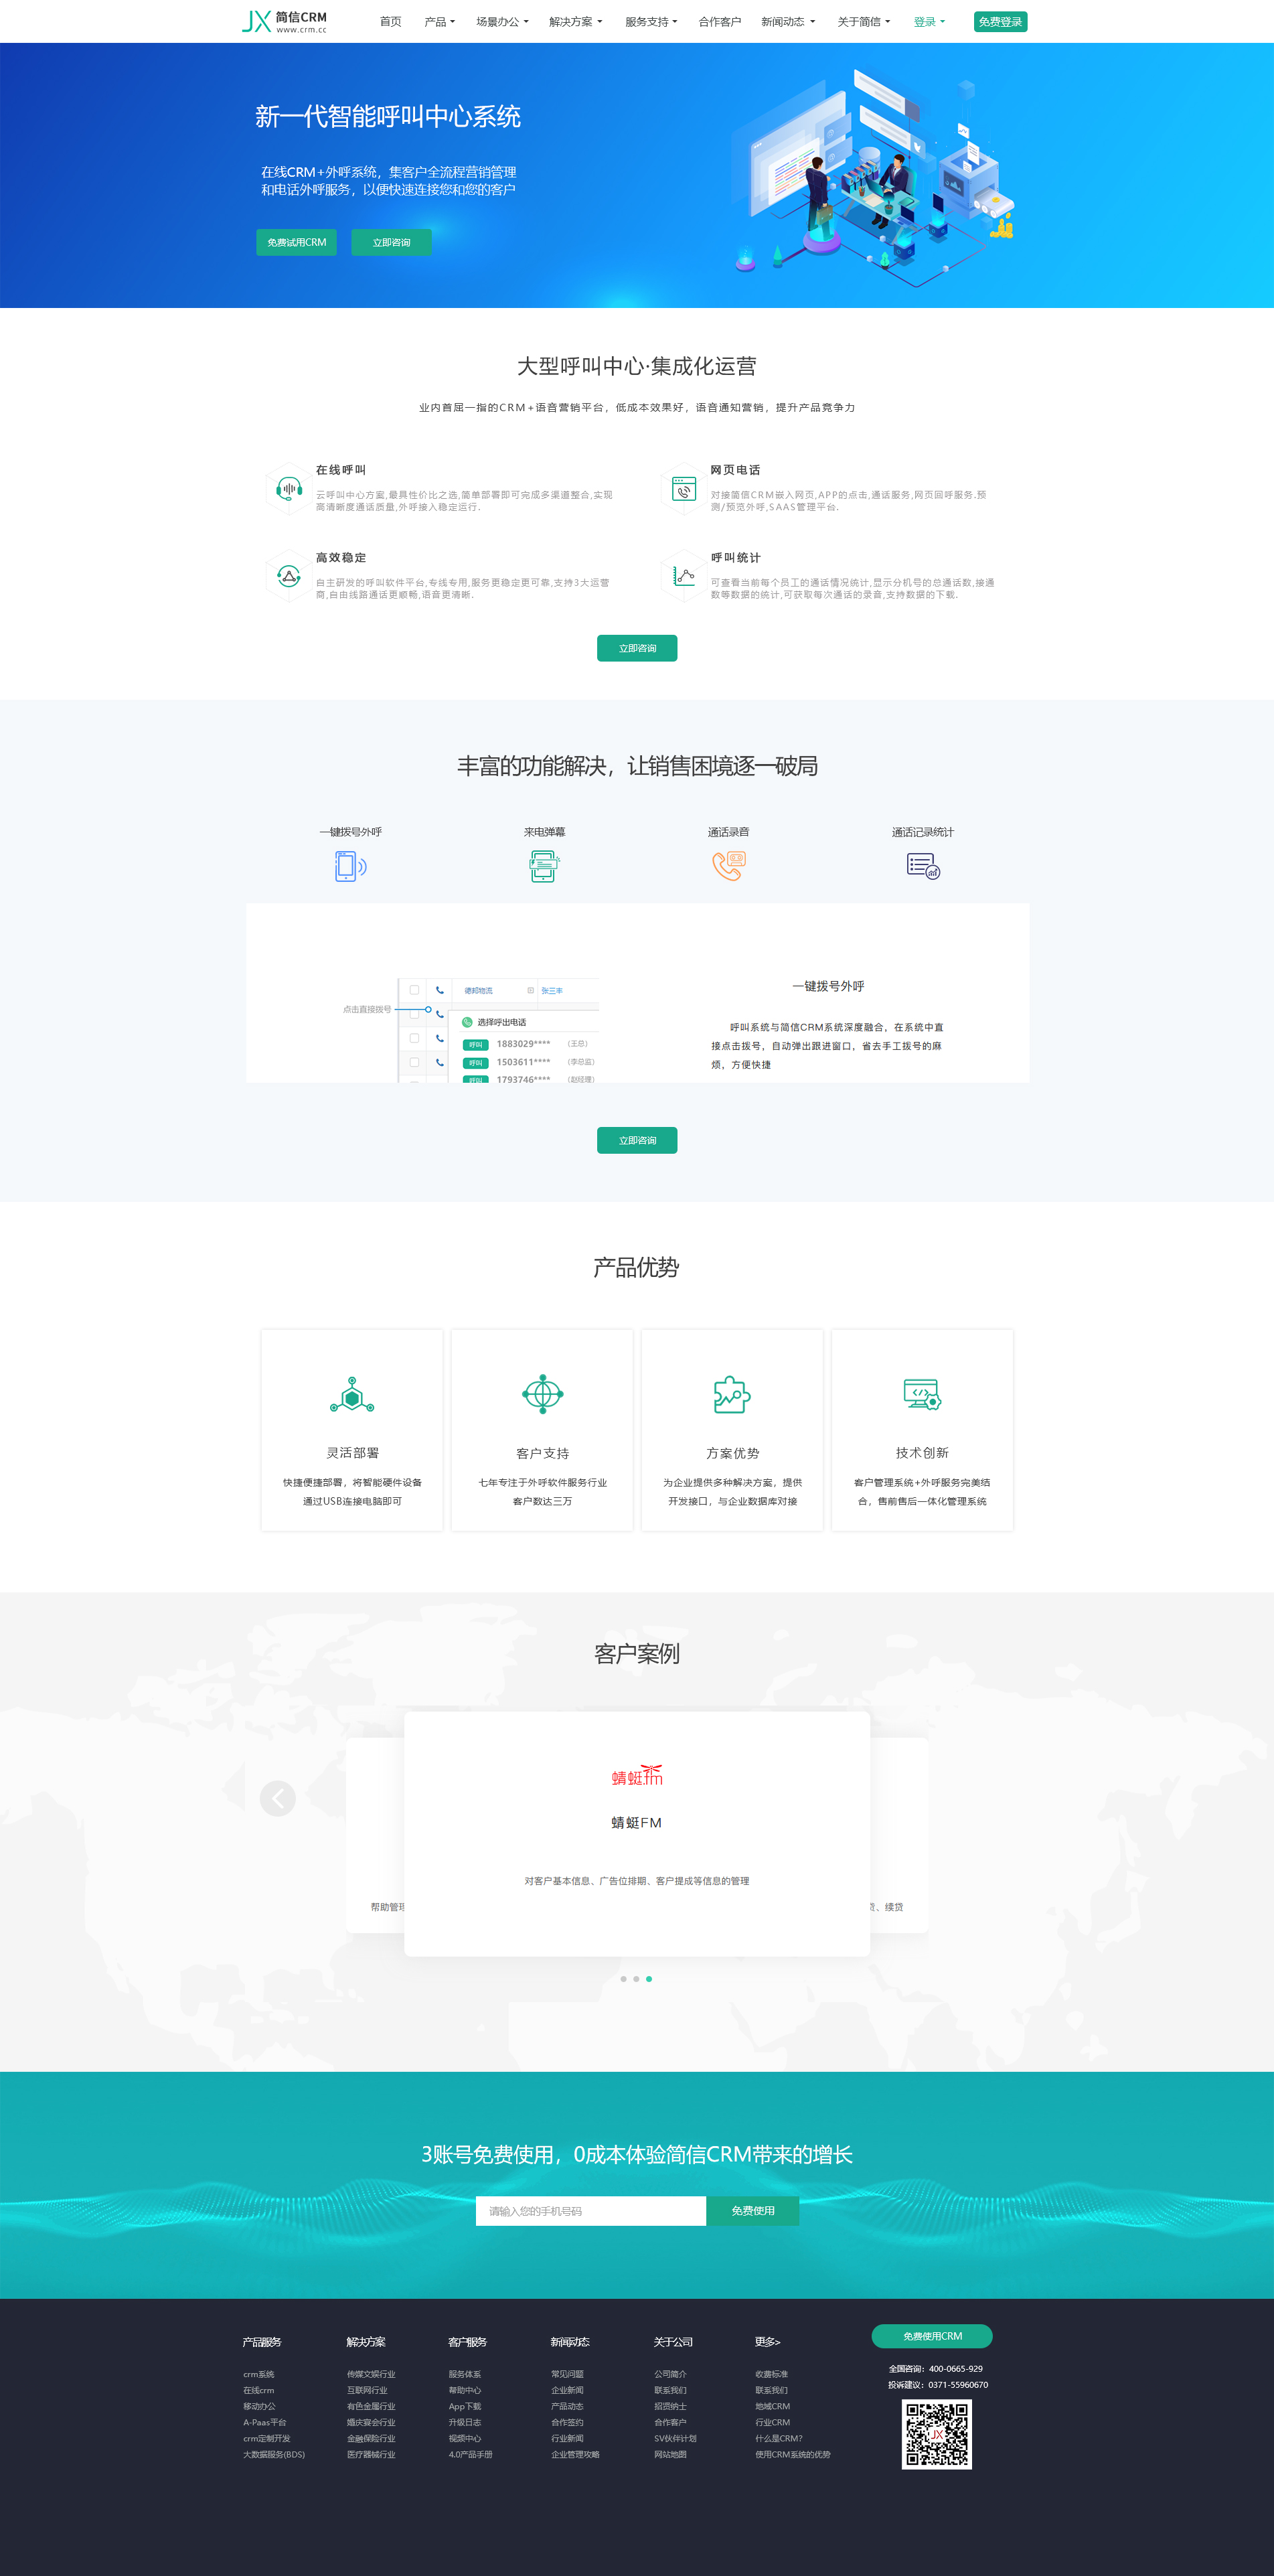 JX 简信CRM
www.crm.cc
首页 产品 场景办公 解决方案 服务支持 合作客户 新闻动态 关于简信 登录 免费登录
新一代智能呼叫中心系统
在线CRM+外呼系统，集客户全流程营销管理
和电话外呼服务，以便快速连接您和您的客户
免费试用CRM 立即咨询
大型呼叫中心·集成化运营
业内首屈一指的CRM+语音营销平台，低成本效果好，语音通知营销，提升产品竞争力
在线呼叫
云呼叫中心方案,最具性价比之选,简单部署即可完成多渠道整合,实现
高清晰度通话质量,外呼接入稳定运行.
网页电话
对接简信CRM嵌入网页,APP的点击,通话服务,网页回呼服务.预
测/预览外呼,SAAS管理平台.
高效稳定
自主研发的呼叫软件平台,专线专用,服务更稳定更可靠,支持3大运营
商,自由线路通话更顺畅,语音更清晰.
呼叫统计
可查看当前每个员工的通话情况统计,显示分机号的总通话数,接通
数等数据的统计,可获取每次通话的录音,支持数据的下载.
立即咨询
丰富的功能解决，让销售困境逐一破局
一键拨号外呼 来电弹幕 通话录音 通话记录统计
德邦物流 张三丰
点击直接拨号
选择呼出电话
呼叫 1883029**** （王总）
呼叫 1503611**** （李总监）
呼叫 1793746**** （赵经理）
一键拨号外呼
呼叫系统与简信CRM系统深度融合，在系统中直
接点击拨号，自动弹出跟进窗口，省去手工拨号的麻
烦，方便快捷
立即咨询
产品优势
灵活部署
快捷便捷部署，将智能硬件设备
通过USB连接电脑即可
客户支持
七年专注于外呼软件服务行业
客户数达三万
方案优势
为企业提供多种解决方案，提供
开发接口，与企业数据库对接
技术创新
客户管理系统+外呼服务完美结
合，售前售后一体化管理系统
客户案例
蜻蜓.fm
蜻蜓FM
对客户基本信息、广告位排期、客户提成等信息的管理
帮助管理
贷、续贷
3账号免费使用，0成本体验简信CRM带来的增长
请输入您的手机号码 免费使用
产品服务
crm系统
在线crm
移动办公
A-Paas平台
crm定制开发
大数据服务(BDS)
解决方案
传媒文娱行业
互联网行业
有色金属行业
婚庆宴会行业
金融保险行业
医疗器械行业
客户服务
服务体系
帮助中心
App下载
升级日志
视频中心
4.0产品手册
新闻动态
常见问题
企业新闻
产品动态
合作签约
行业新闻
企业管理攻略
关于公司
公司简介
联系我们
招贤纳士
合作客户
SV伙伴计划
网站地图
更多>
收费标准
联系我们
地域CRM
行业CRM
什么是CRM?
使用CRM系统的优势
免费使用CRM
全国咨询：400-0665-929
投诉建议：0371-55960670
JX